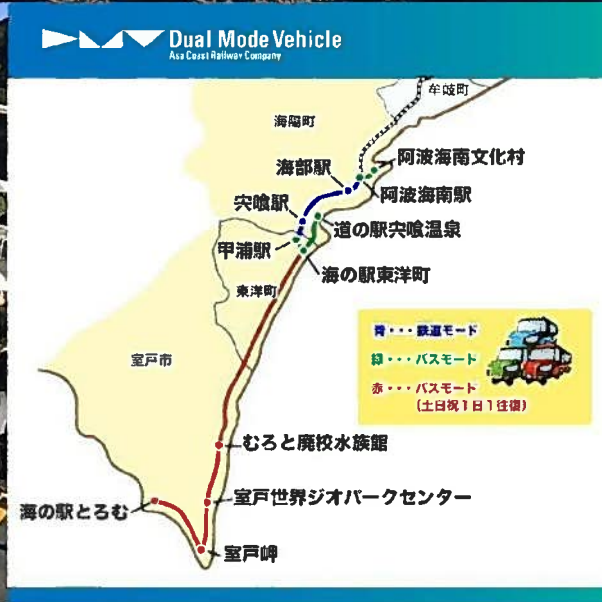 DMV Dual Mode Vehicle
Asa Coast Railway Company
牟岐町
海陽町
阿波海南文化村
海部駅
阿波海南駅
宍喰駅
道の駅宍喰温泉
甲浦駅
海の駅東洋町
東洋町
青・・・鉄道モード
室戸市
緑・・・バスモード
赤・・・バスモード
(土日祝1日1往復)
むろと廃校水族館
室戸世界ジオパークセンター
海の駅とろむ
室戸岬